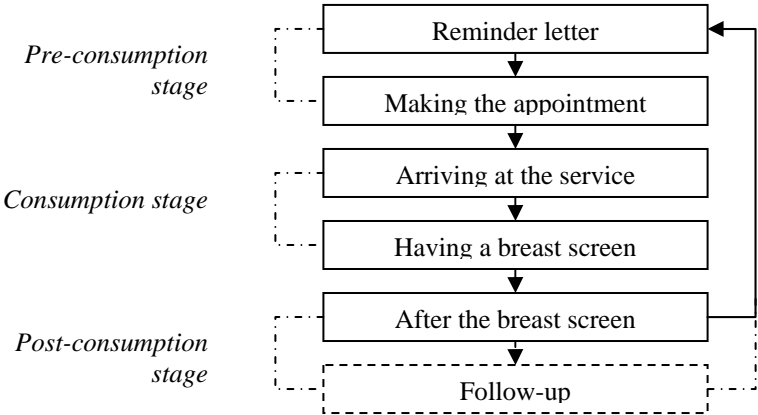 Reminder letter
Pre-consumption
stage
Making the appointment
Arriving at the service
Consumption stage
Having a breast screen
After the breast screen
Post-consumption
stage
Follow-up